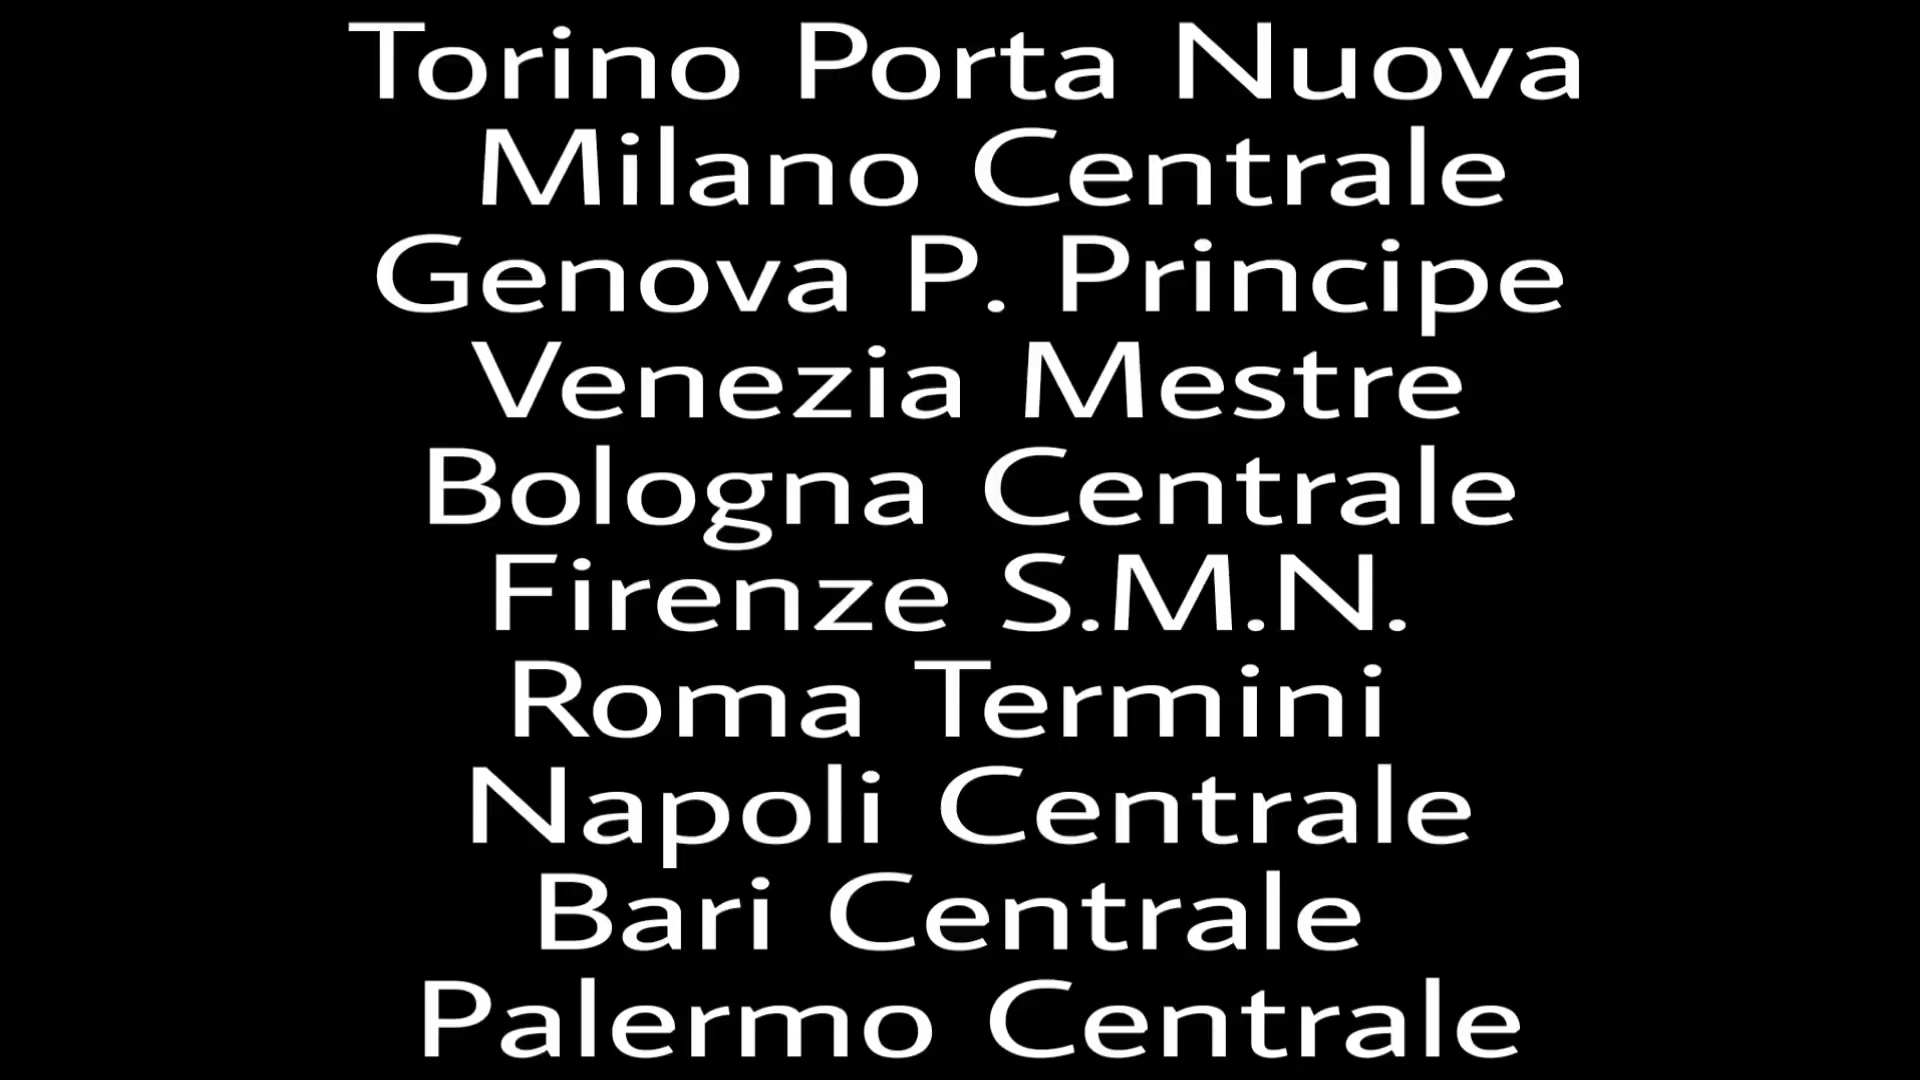 Torino Porta Nuova
Milano Centrale
Genova P. Principe
Venezia Mestre
Bologna Centrale
Firenze S.M.N.
Roma Termini
Napoli Centrale
Bari Centrale
Palermo Centrale